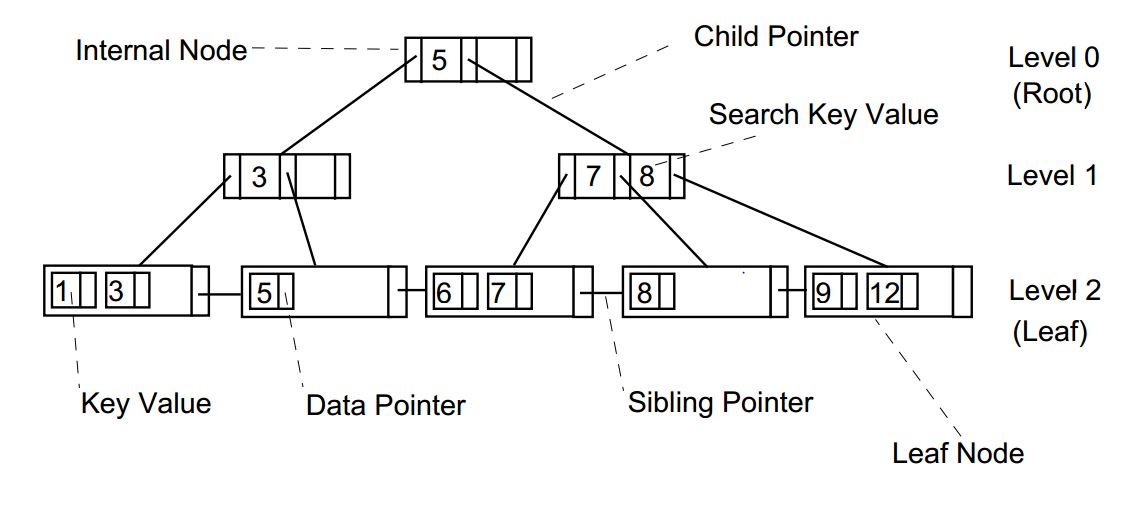 Internal Node
5
Child Pointer
Level 0
(Root)
Search Key Value
3
7 8
Level 1
1 3
5
6 7
8
9 12
Level 2
(Leaf)
Key Value
Data Pointer
Sibling Pointer
Leaf Node